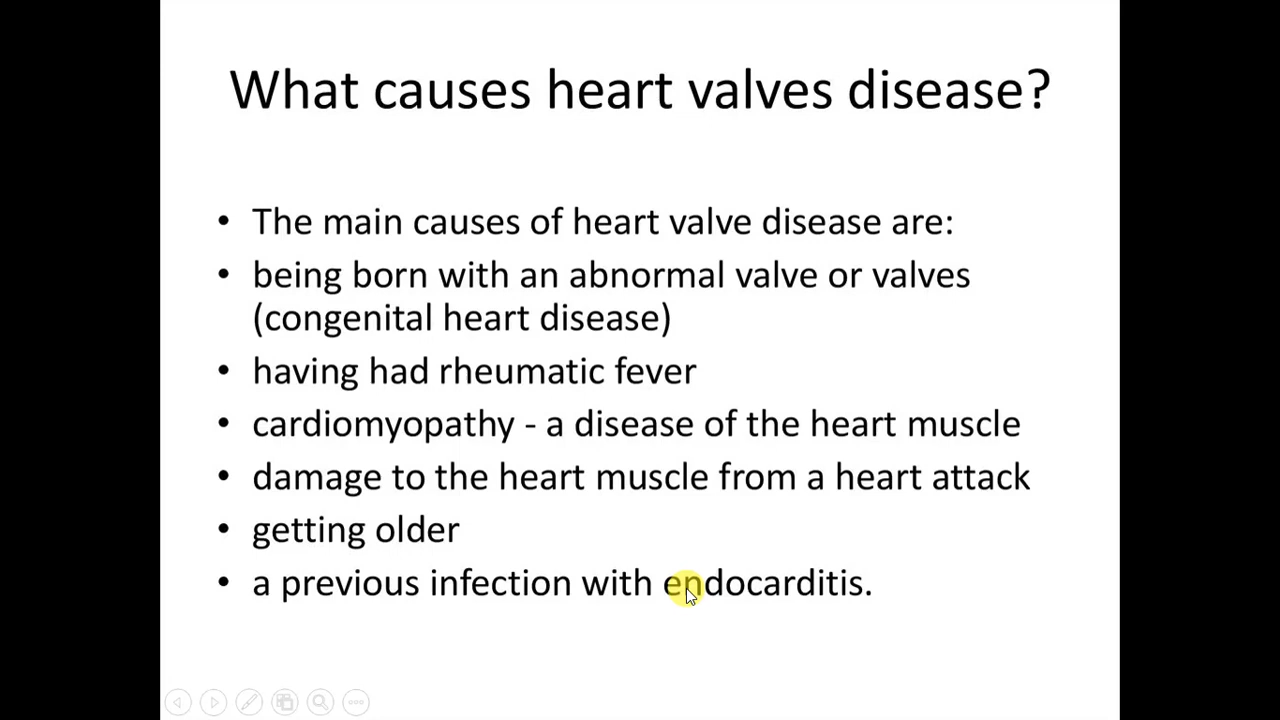 What causes heart valves disease?
• The main causes of heart valve disease are:
• being born with an abnormal valve or valves
(congenital heart disease)
• having had rheumatic fever
• cardiomyopathy - a disease of the heart muscle
• damage to the heart muscle from a heart attack
• getting older
• a previous infection with endocarditis.